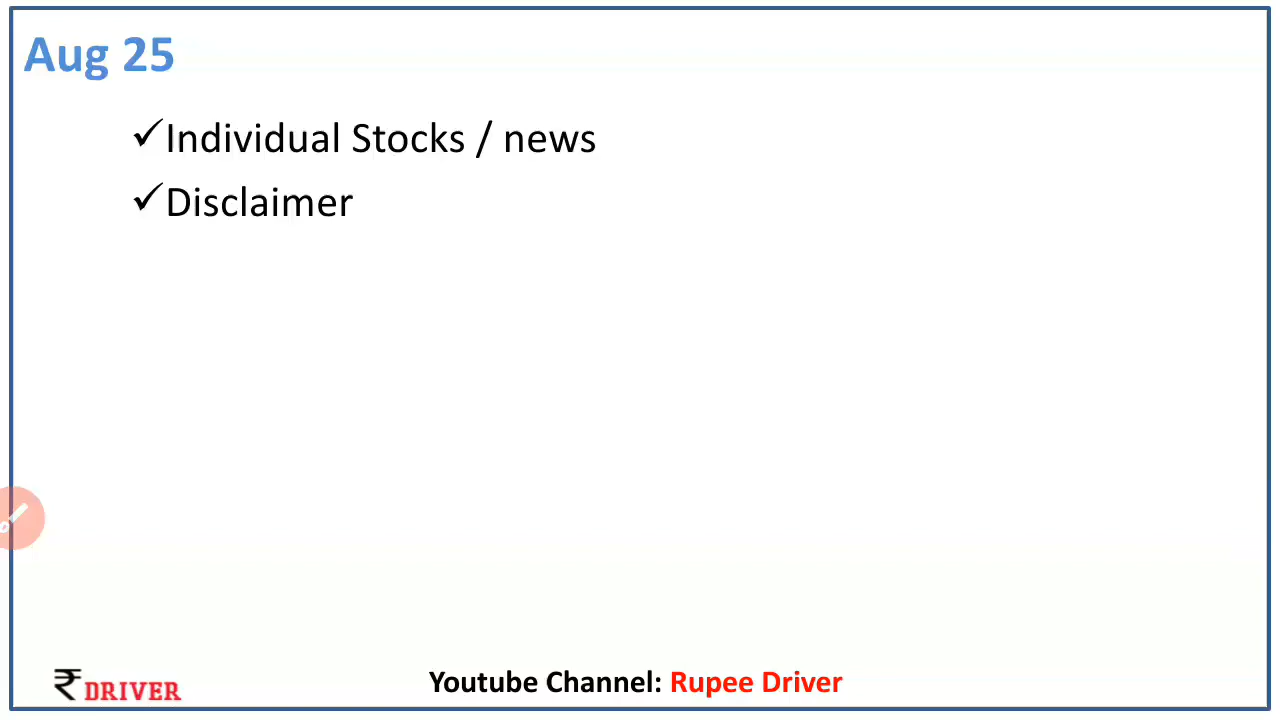 Aug 25
✓Individual Stocks / news
✓Disclaimer
₹ DRIVER
Youtube Channel: Rupee Driver